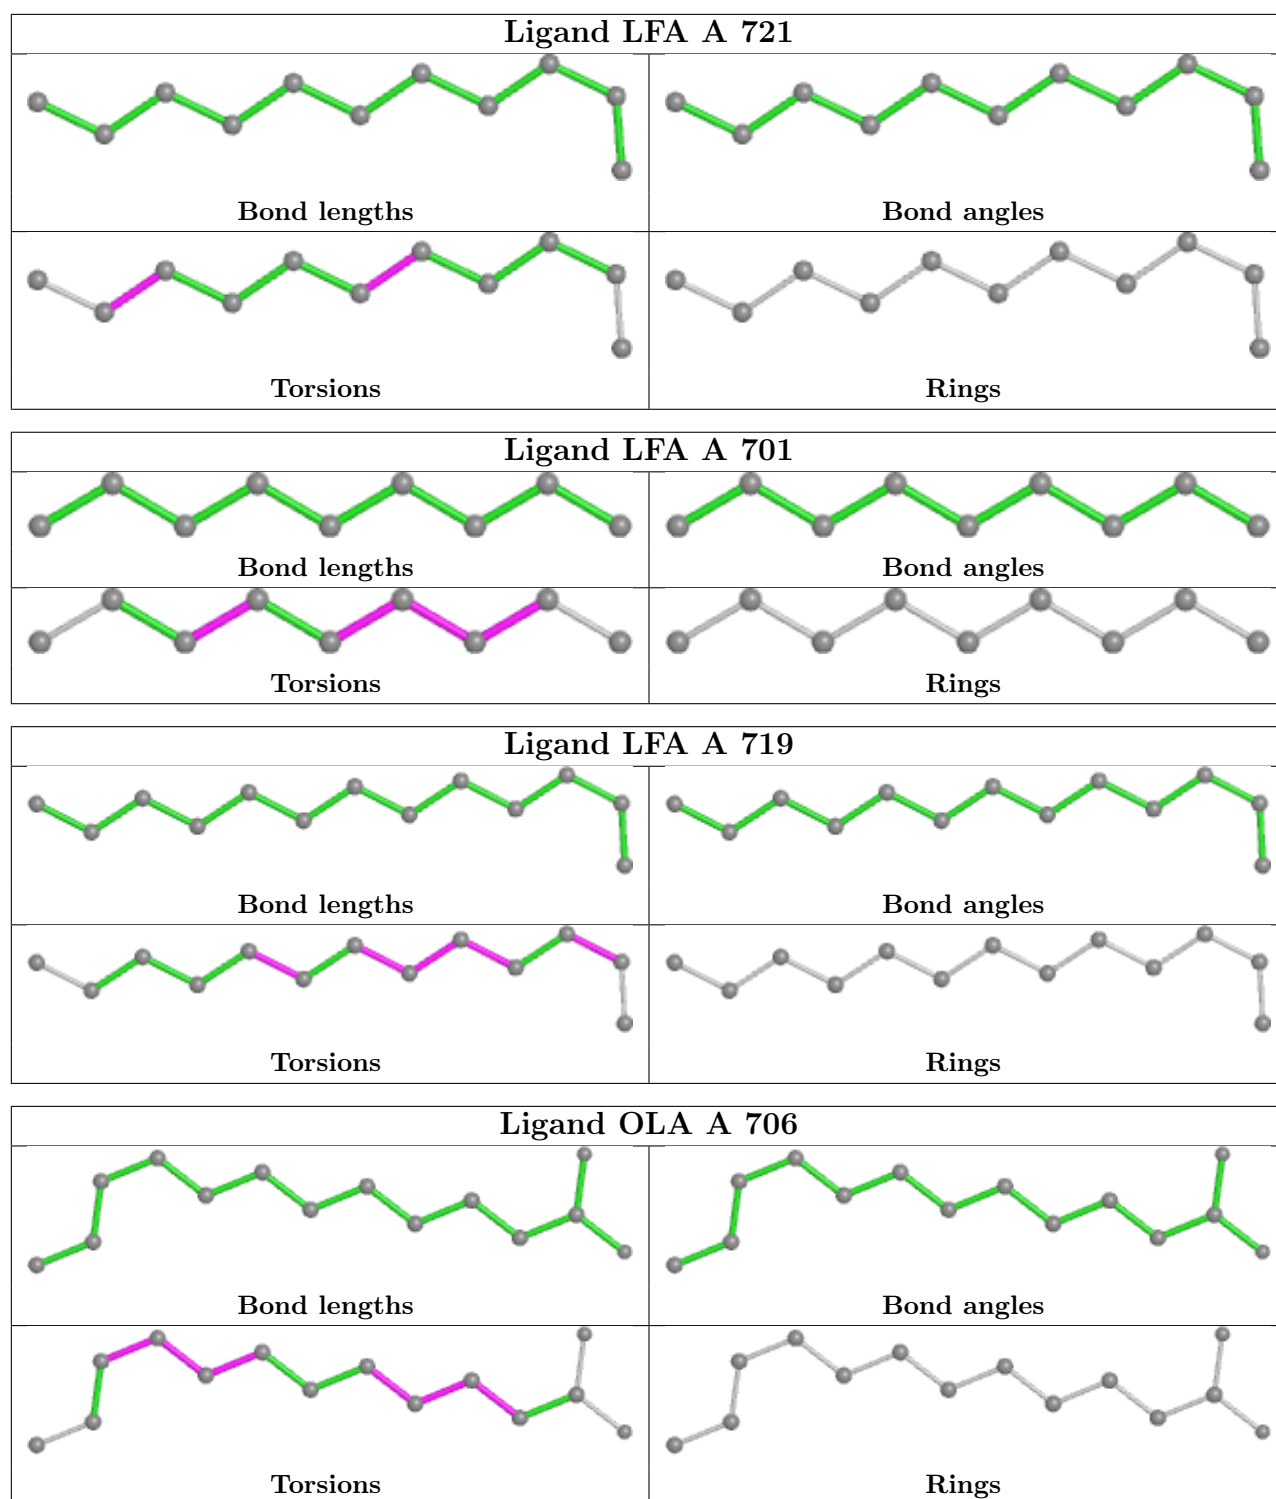 Ligand LFA A 721
Bond lengths
Bond angles
Torsions
Rings
Ligand LFA A 701
Bond lengths
Bond angles
Torsions
Rings
Ligand LFA A 719
Bond lengths
Bond angles
Torsions
Rings
Ligand OLA A 706
Bond lengths
Bond angles
Torsions
Rings